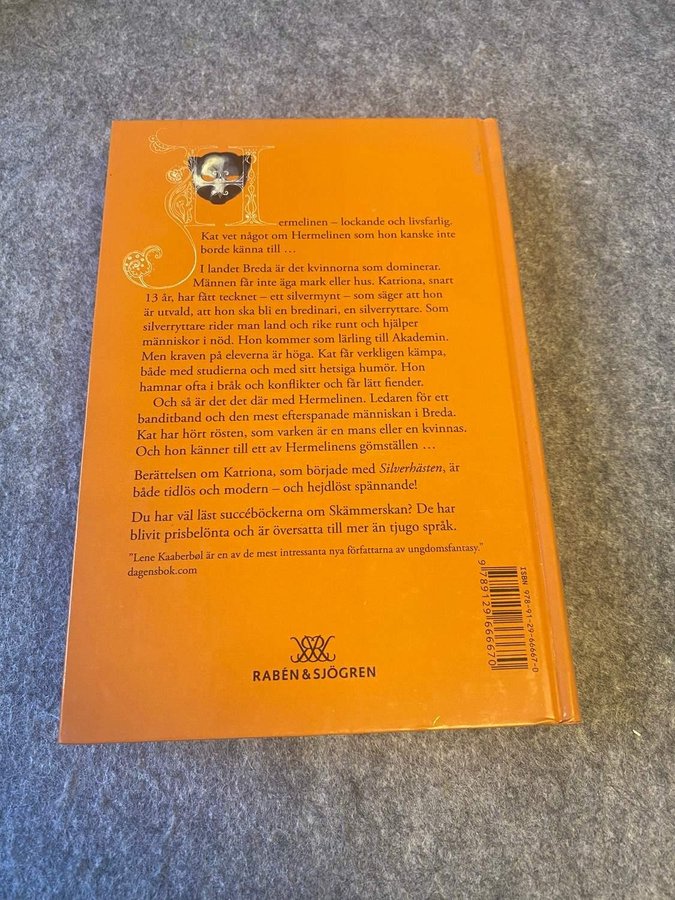 Hermelinen – lockande och livsfarlig.
Kat vet något om Hermelinen som hon kanske inte
borde känna till ...
I landet Breda är det kvinnorna som dominerar.
Männen får inte äga mark eller hus. Katriona, snart
13 år, har fått tecknet – ett silvermynt – som säger att hon
är utvald, att hon ska bli en bredinari, en silverryttare. Som
silverryttare rider man land och rike runt och hjälper
människor i nöd. Hon kommer som lärling till Akademin.
Men kraven på eleverna är höga. Kat får verkligen kämpa,
både med studierna och med sitt hetsiga humör. Hon
hamnar ofta i bråk och konflikter och får lätt fiender.
Och så är det det där med Hermelinen. Ledaren för ett
banditband och den mest efterspanade människan i Breda.
Kat har hört rösten, som varken är en mans eller en kvinnas.
Och hon känner till ett av Hermelinens gömställen ...
Berättelsen om Katriona, som började med Silverhästen, är
både tidlös och modern – och hejdlöst spännande!
Du har väl läst succéböckerna om Skämmerskan? De har
blivit prisbelönta och är översatta till mer än tjugo språk.
"Lene Kaaberbøl är en av de mest intressanta nya författarna av ungdomsfantasy."
dagensbok.com
ISBN 978-91-29-66667-0
9789129666670
RABÉN & SJÖGREN